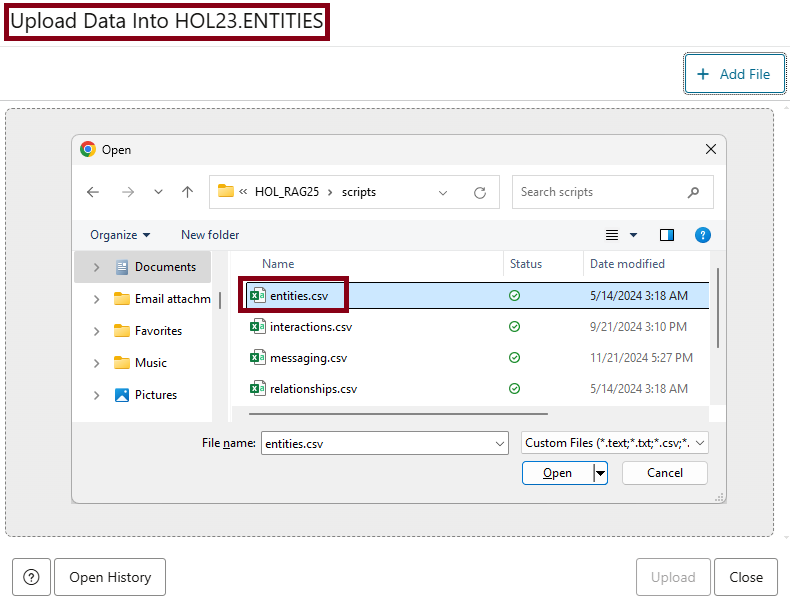 Upload Data Into HOL23.ENTITIES
+ Add File
Open
« HOL_RAG25 › scripts
Search scripts
Organize
New folder
?
Name
Status
Date modified
Documents
Email attachm
Favorites
Music
Pictures
entities.csv 5/14/2024 3:18 AM
interactions.csv 9/21/2024 3:10 PM
messaging.csv 11/21/2024 5:27 PM
relationships.csv 5/14/2024 3:18 AM
File name: entities.csv
Custom Files (*.text;*.txt;*.csv;*.
Open
Cancel
?
Open History
Upload
Close